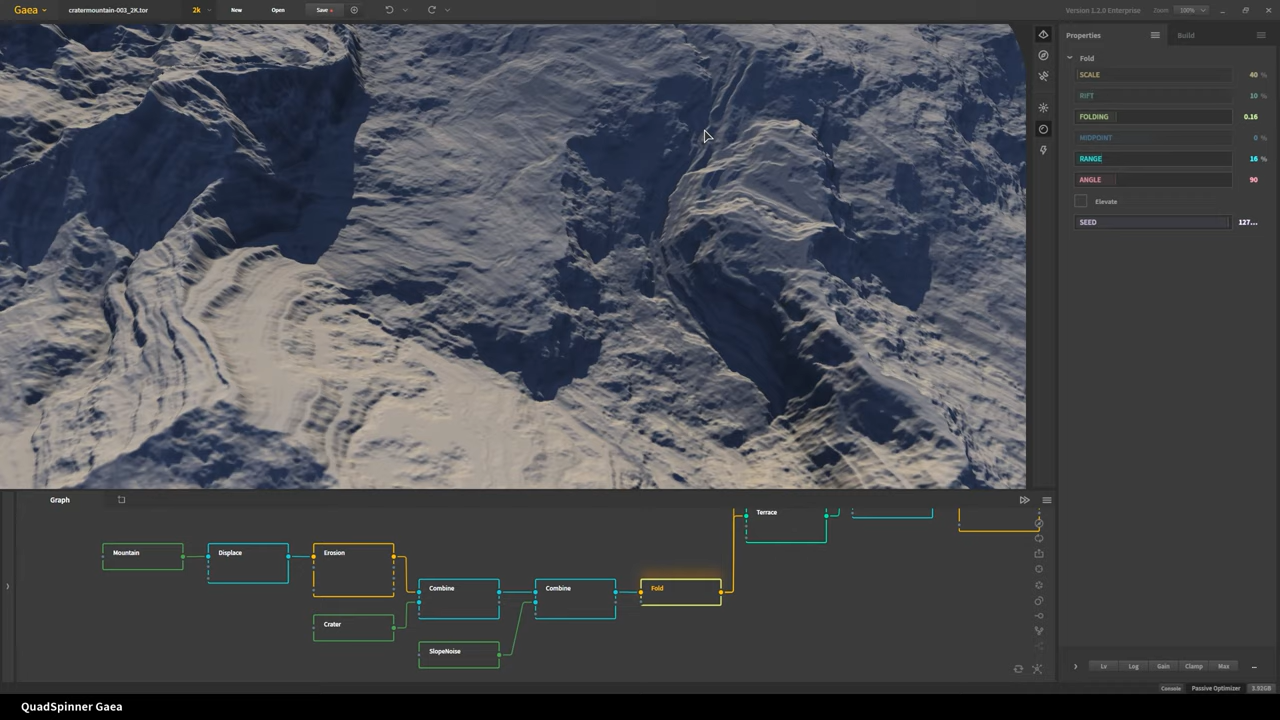 Gaea
cratermountain-003_2K.tor
2k
New
Open
Save
Version 1.2.0 Enterprise
Zoom
100%
Properties
Build
Fold
SCALE 40 %
RIFT 10 %
FOLDING 0.16
MIDPOINT 0 %
RANGE 16 %
ANGLE 90
Elevate
SEED 127...
Graph
Terrace
Mountain
Displace
Erosion
Combine
Combine
Fold
Crater
SlopeNoise
Lv
Log
Gain
Clamp
Max
Console
Passive Optimizer
3.93GB
QuadSpinner Gaea